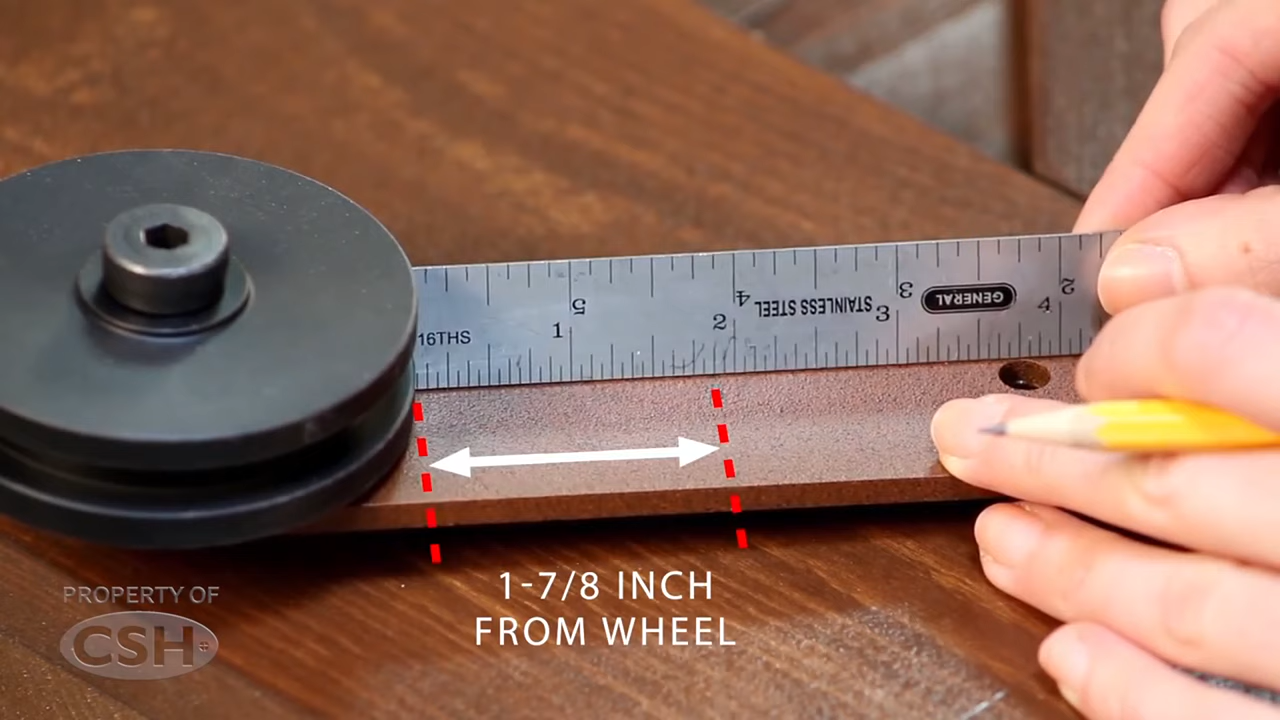 5
1
16THS
4
2
STAINLESS STEEL
3
3
GENERAL
2
4
1-7/8 INCH
FROM WHEEL
PROPERTY OF
CSH